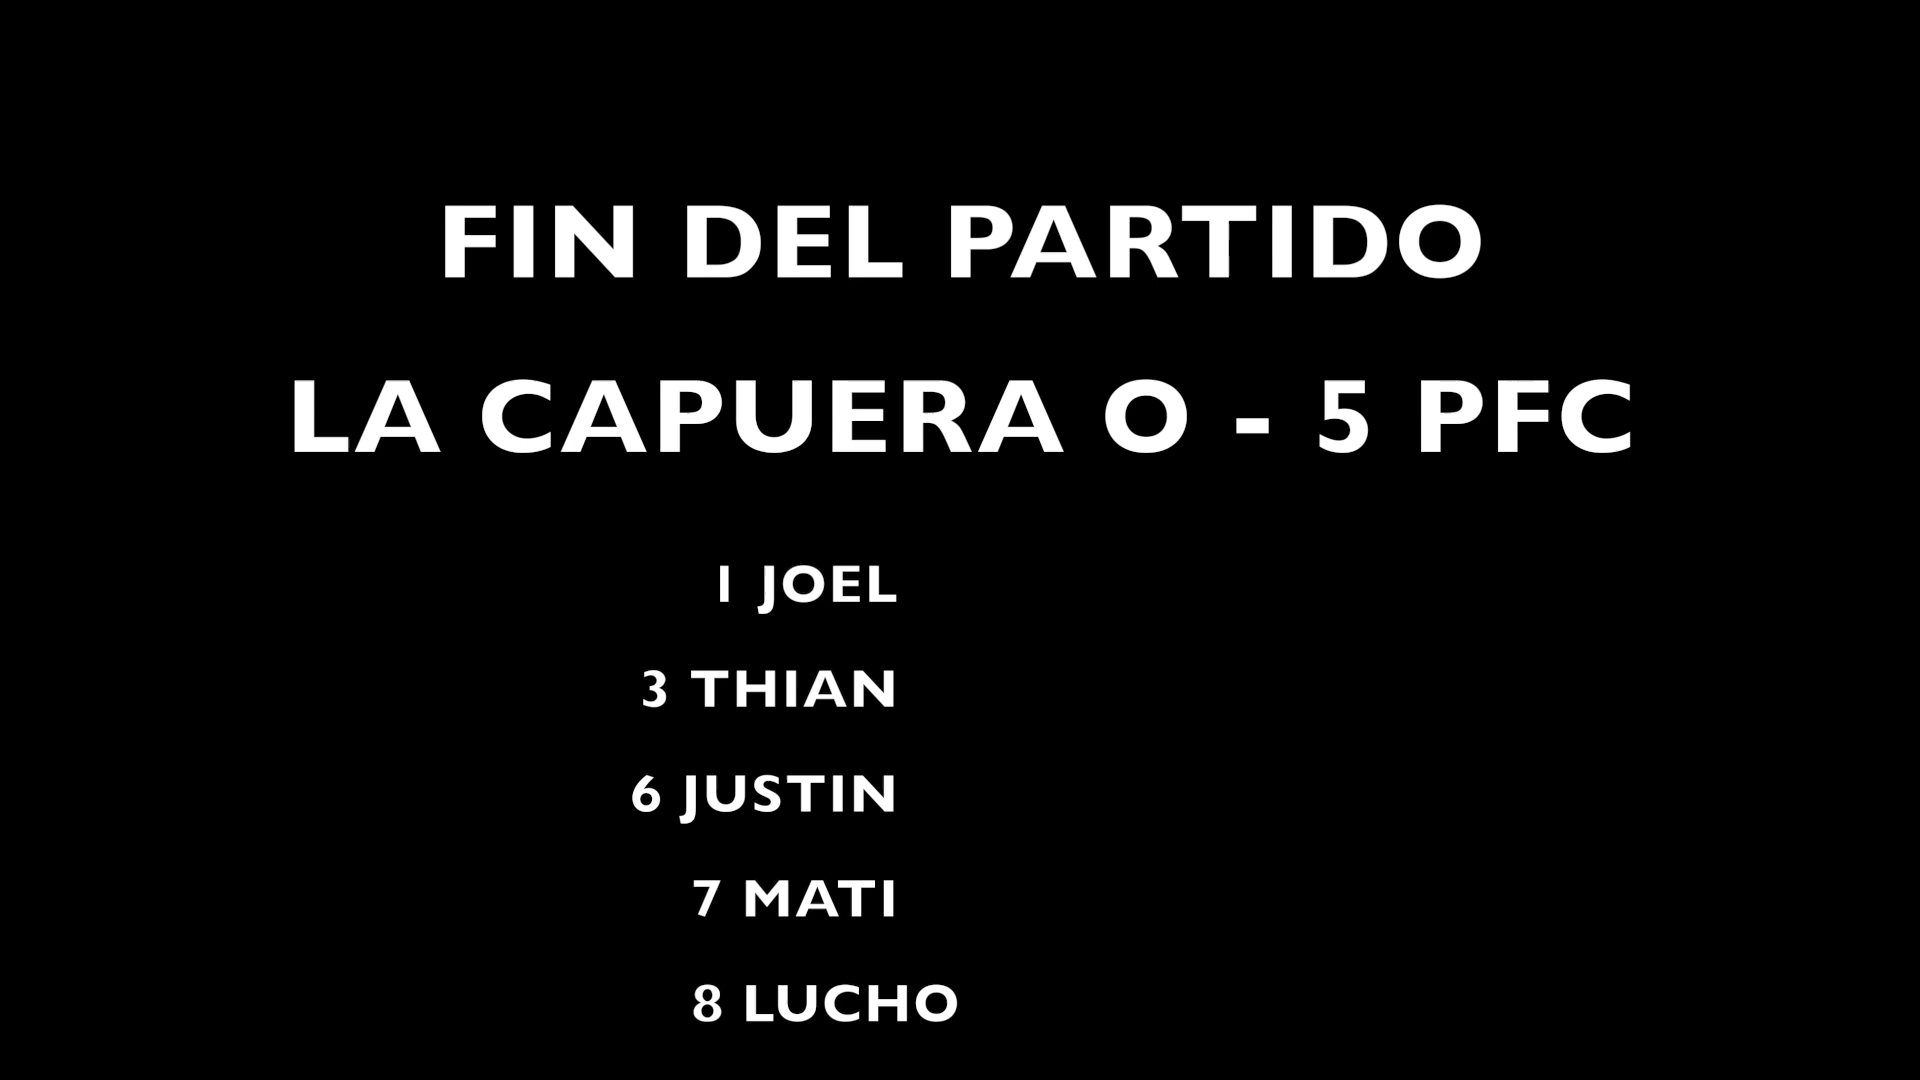 FIN DEL PARTIDO
LA CAPUERA O - 5 PFC
1 JOEL
3 THIAN
6 JUSTIN
7 MATI
8 LUCHO